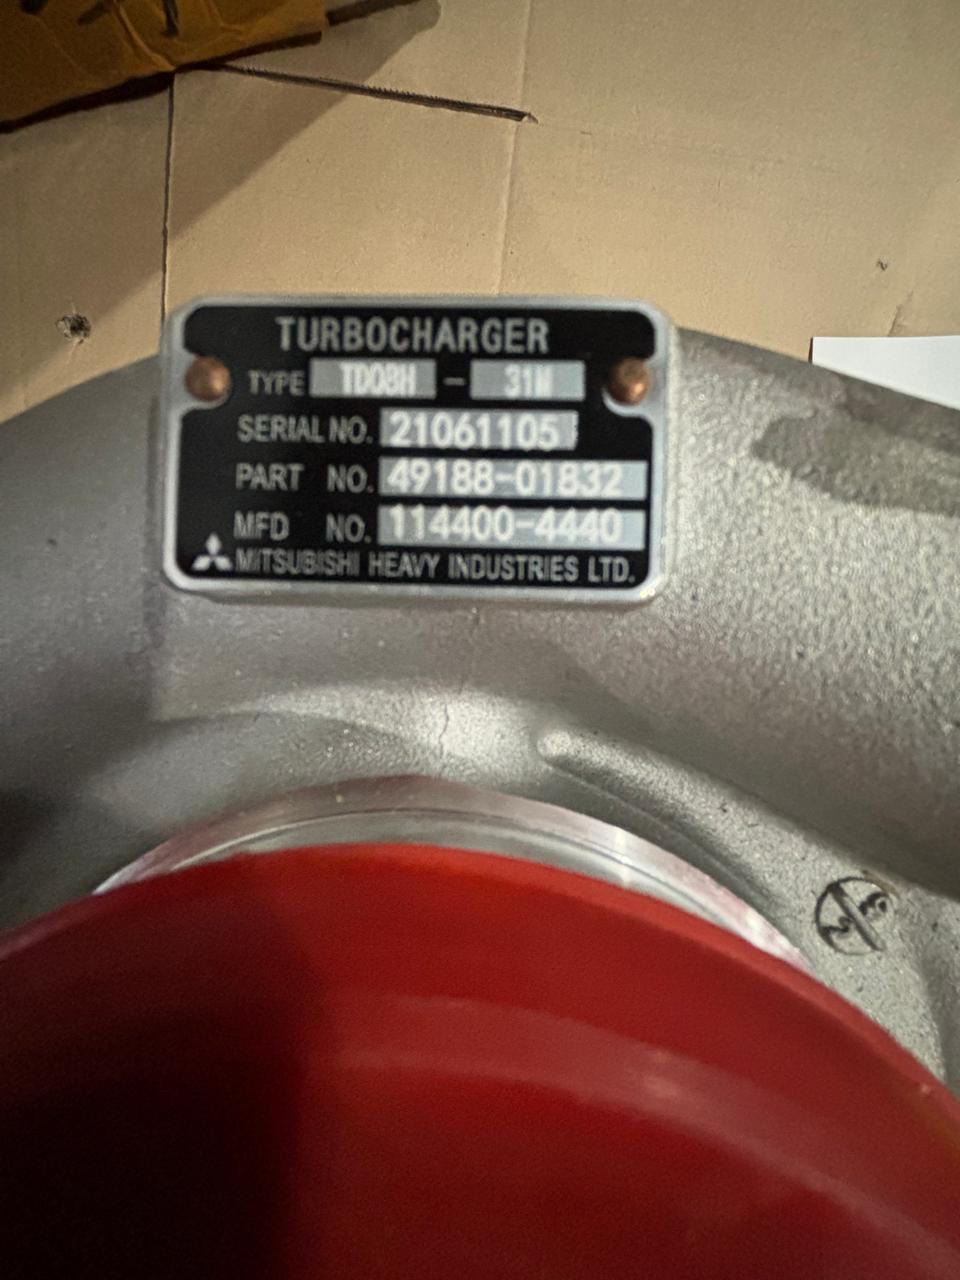 TURBOCHARGER
TYPE TD08H - 31M
SERIAL NO. 21061105
PART NO. 49188-01832
MFD NO. 114400-4440
MITSUBISHI HEAVY INDUSTRIES LTD.